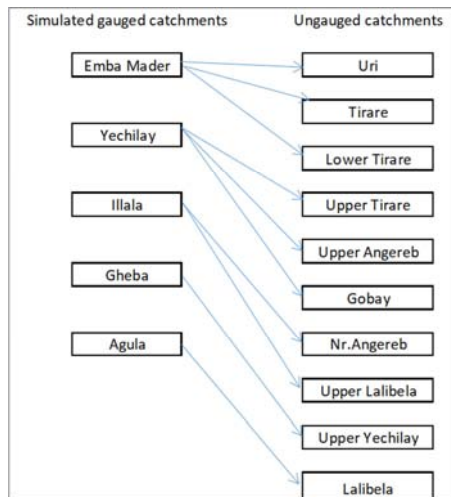 Simulated gauged catchments
Ungauged catchments
Emba Mader
Yechilay
Illala
Gheba
Agula
Uri
Tirare
Lower Tirare
Upper Tirare
Upper Angereb
Gobay
Nr.Angereb
Upper Lalibela
Upper Yechilay
Lalibela